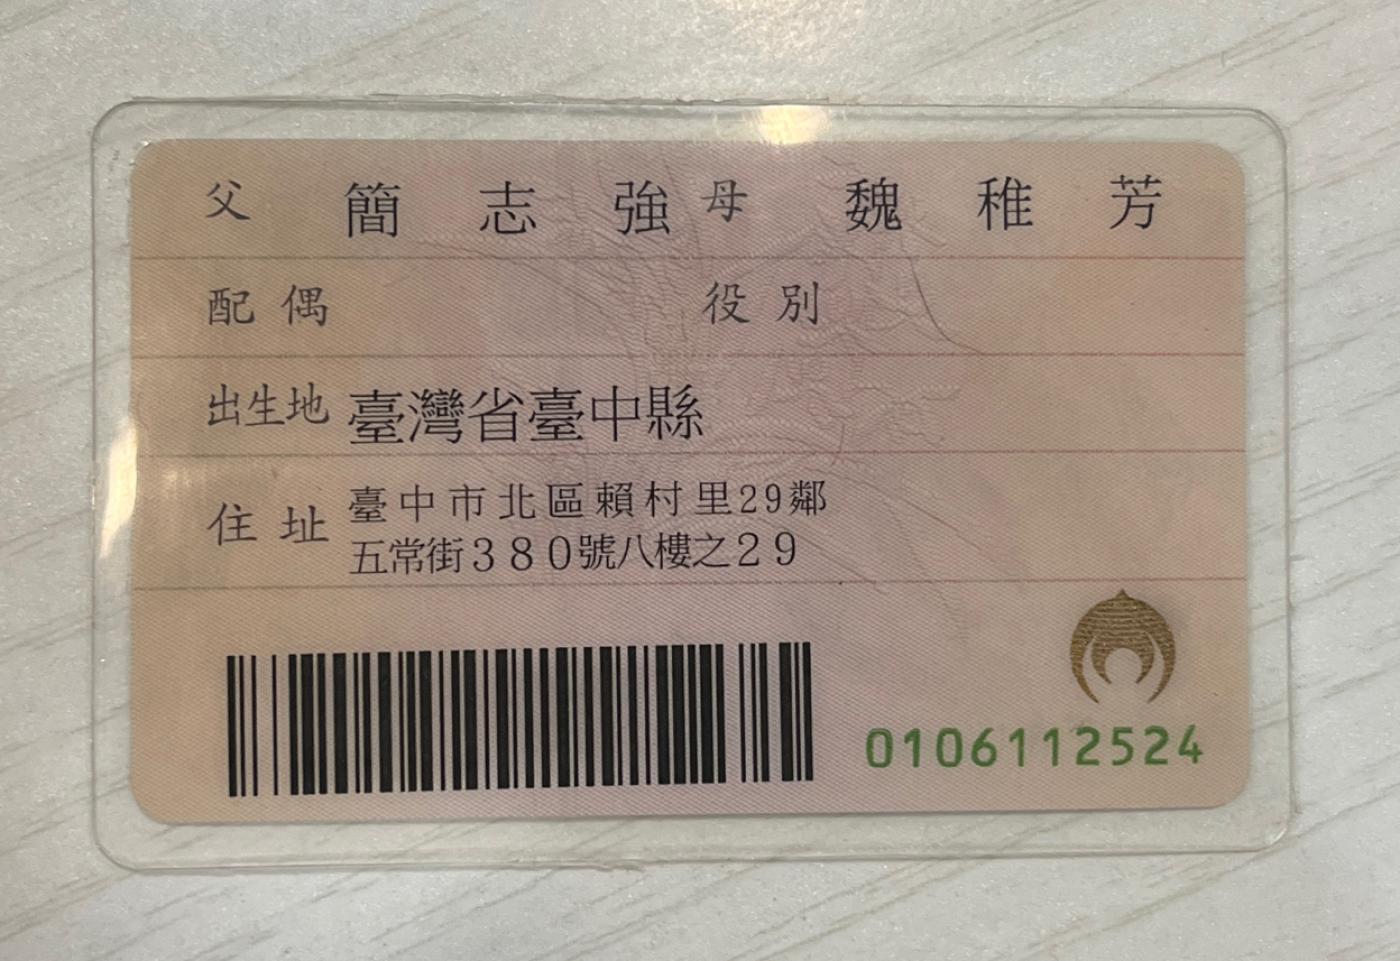 父 簡志強 母 魏稚芳
配偶 役別
出生地 臺灣省臺中縣
住址 臺中市北區賴村里29鄰
五常街380號八樓之29
0106112524